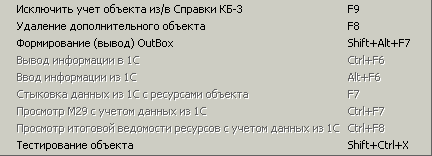 Исключить учет объекта из/в Справки КБ-3 F9
Удаление дополнительного объекта F8
Формирование (вывод) OutBox Shift+Alt+F7
Вывод информации в 1С Ctrl+F6
Ввод информации из 1С Alt+F6
Стыковка данных из 1С с ресурсами объекта F7
Просмотр М29 с учетом данных из 1С Ctrl+F7
Просмотр итоговой ведомости ресурсов с учетом данных из 1С Ctrl+F8
Тестирование объекта Shift+Ctrl+X